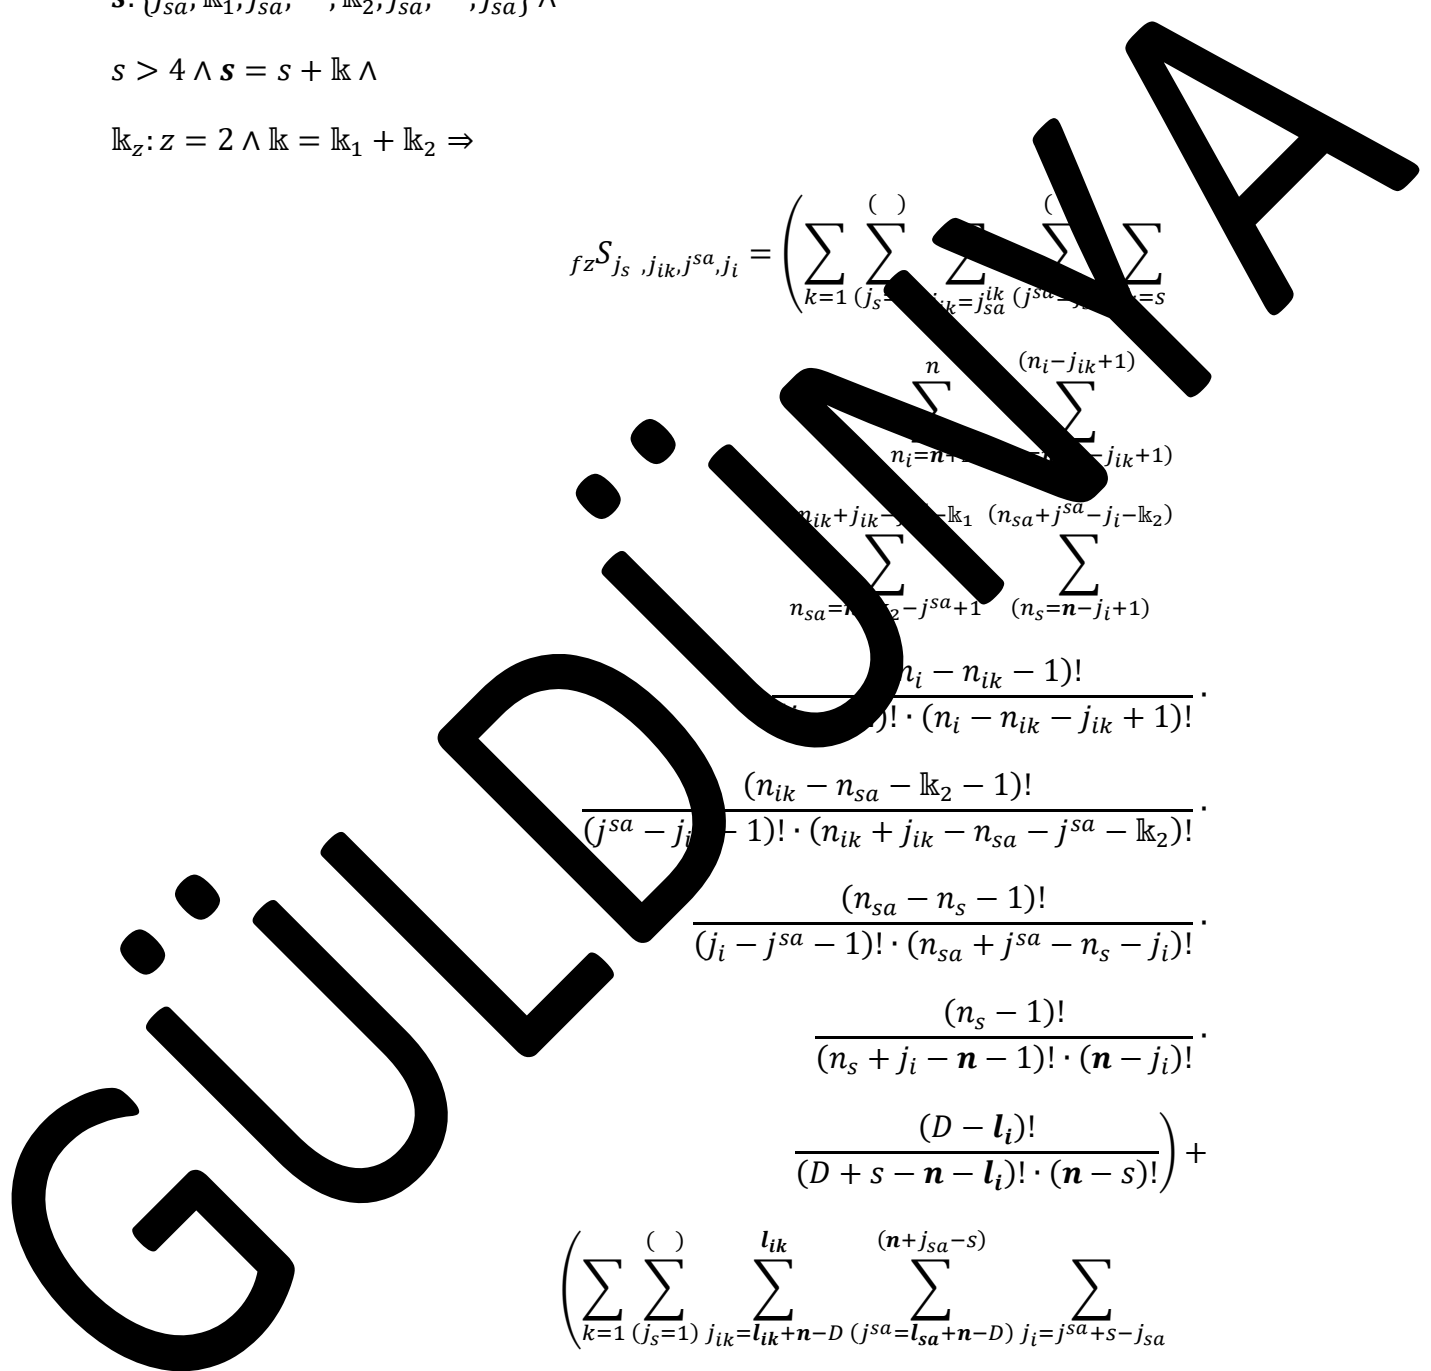 s > 4 ∧ 𝒔 = s + 𝕜 ∧
𝕜_z: z = 2 ∧ 𝕜 = 𝕜_1 + 𝕜_2 ⇒
_{fz}S_{j_s ,j_{ik},j^{sa},j_i} = ( ∑_{k=1} ∑^{( )} ∑_{=j_{sa}^{ik}} ∑ ∑_{=s}
∑_{n_i=𝒏+}^{n} ∑_{-j_{ik}+1)}^{(n_i-j_{ik}+1)}
∑_{n_{sa}= -j^{sa}+1}^{n_{ik}+j_{ik}- -𝕜_1} ∑_{(n_s=𝒏-j_i+1)}^{(n_{sa}+j^{sa}-j_i-𝕜_2)}
n_i − n_{ik} − 1)!
)! · (n_i − n_{ik} − j_{ik} + 1)! ·
(n_{ik} − n_{sa} − 𝕜_2 − 1)!
(j^{sa} − − 1)! · (n_{ik} + j_{ik} − n_{sa} − j^{sa} − 𝕜_2)! ·
(n_{sa} − n_s − 1)!
(j_i − j^{sa} − 1)! · (n_{sa} + j^{sa} − n_s − j_i)! ·
(n_s − 1)!
(n_s + j_i − 𝒏 − 1)! · (𝒏 − j_i)! ·
(D − 𝒍_𝒊)!
(D + s − 𝒏 − 𝒍_𝒊)! · (𝒏 − s)! ) +
( ∑_{k=1} ∑_{(j_s=1)}^{( )} ∑_{j_{ik}=𝒍_{𝒊𝒌}+𝒏-D}^{𝒍_{𝒊𝒌}} ∑_{(j^{sa}=𝒍_{𝒔𝒂}+𝒏-D)}^{(𝒏+j_{sa}-s)} ∑_{j_i=j^{sa}+s-j_{sa}}
GÜLDÜNYA